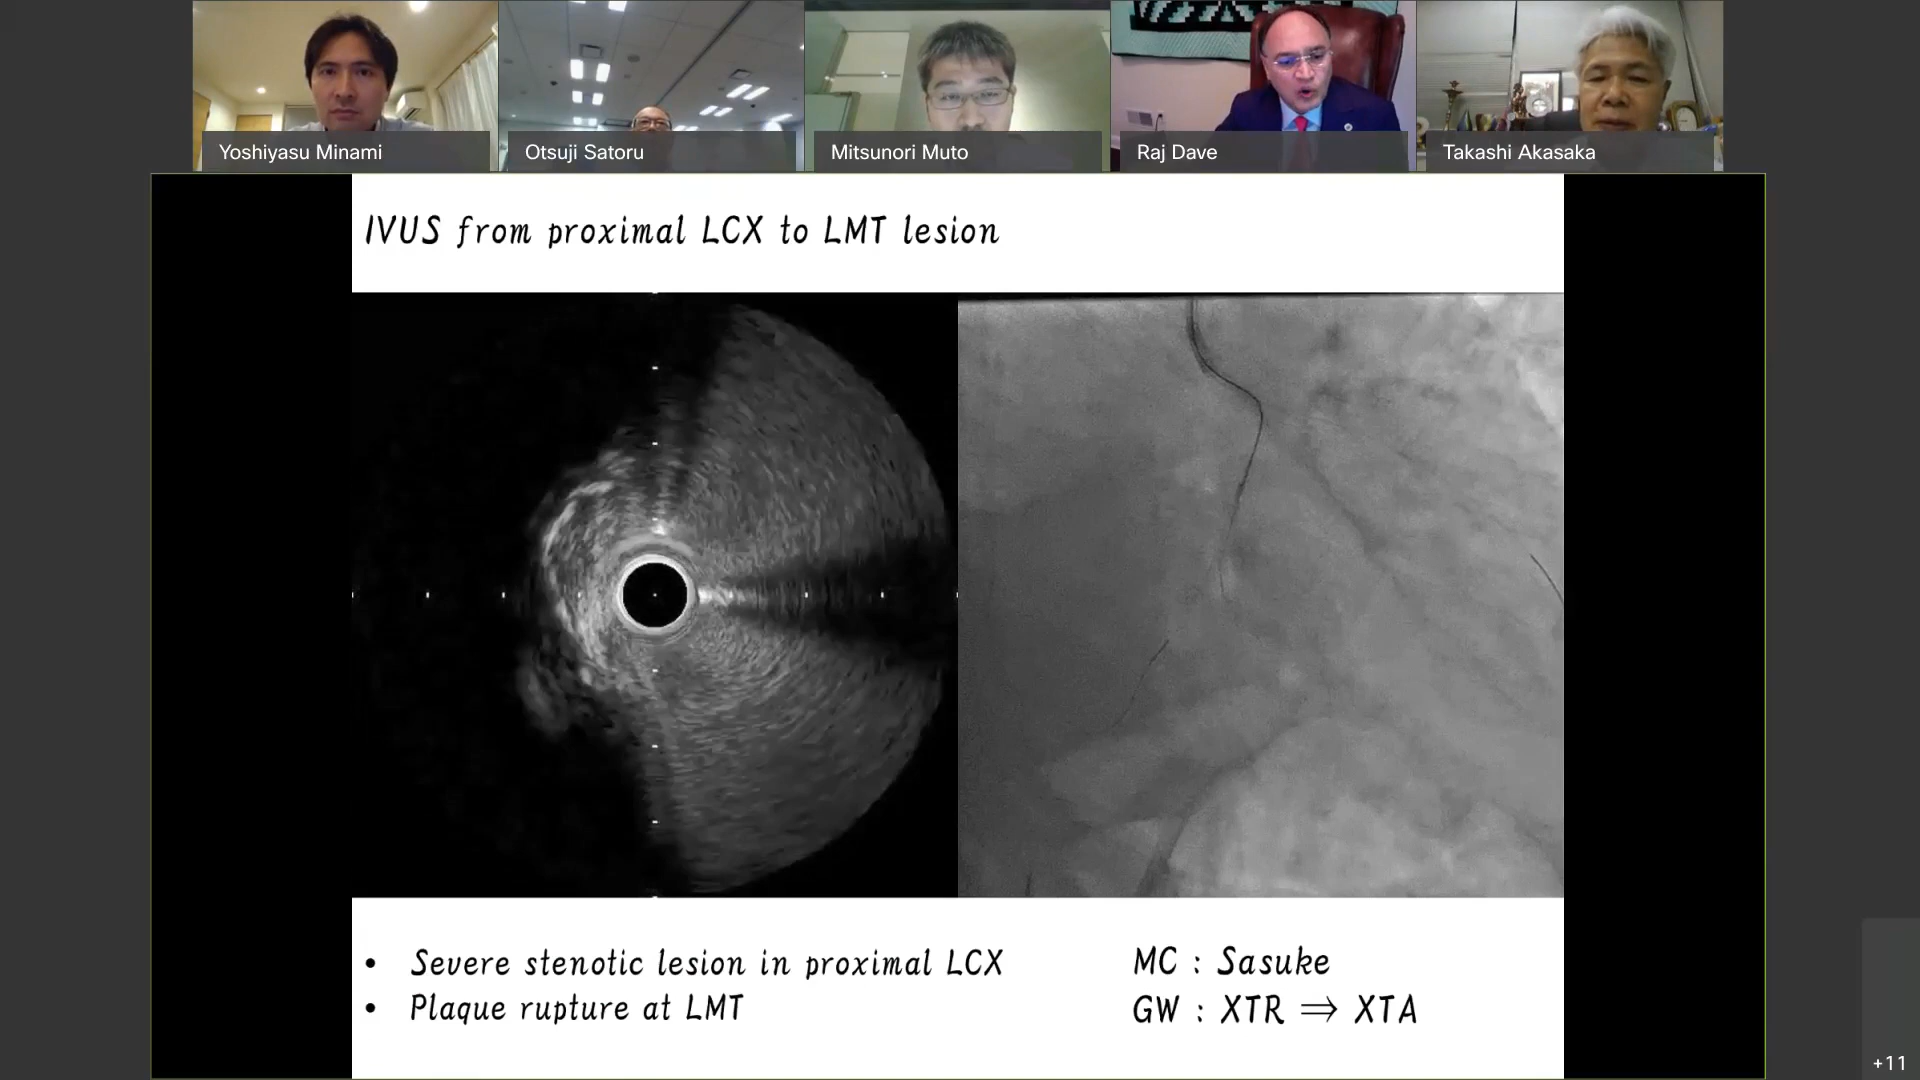 Yoshiyasu Minami
Otsuji Satoru
Mitsunori Muto
Raj Dave
Takashi Akasaka
IVUS from proximal LCX to LMT lesion
• Severe stenotic lesion in proximal LCX
• Plaque rupture at LMT
MC : Sasuke
GW : XTR ⇒ XTA
+11